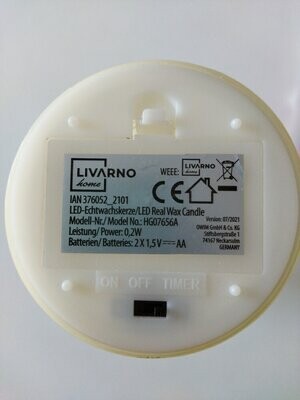 LIVARNO
home
WEEE:
CE
IAN 376052_2101
LED-Echtwachskerze/LED Real Wax Candle
Modell-Nr./ Model No.: HG07656A
Leistung/ Power: 0,2W
Batterien/ Batteries: 2 X 1,5V AA
Version: 07/2021
OWIM GmbH & Co. KG
Stiftsbergstraße 1
74167 Neckarsulm
GERMANY
ON OFF TIMER